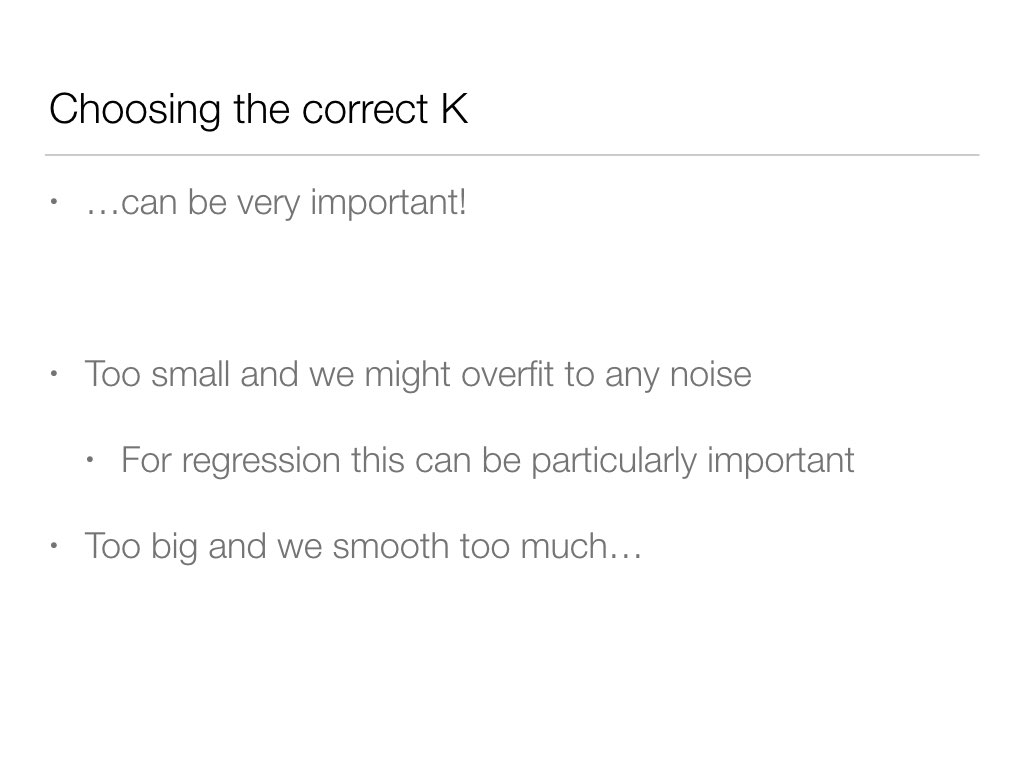 Choosing the correct K
• …can be very important!
• Too small and we might overfit to any noise
• For regression this can be particularly important
• Too big and we smooth too much…